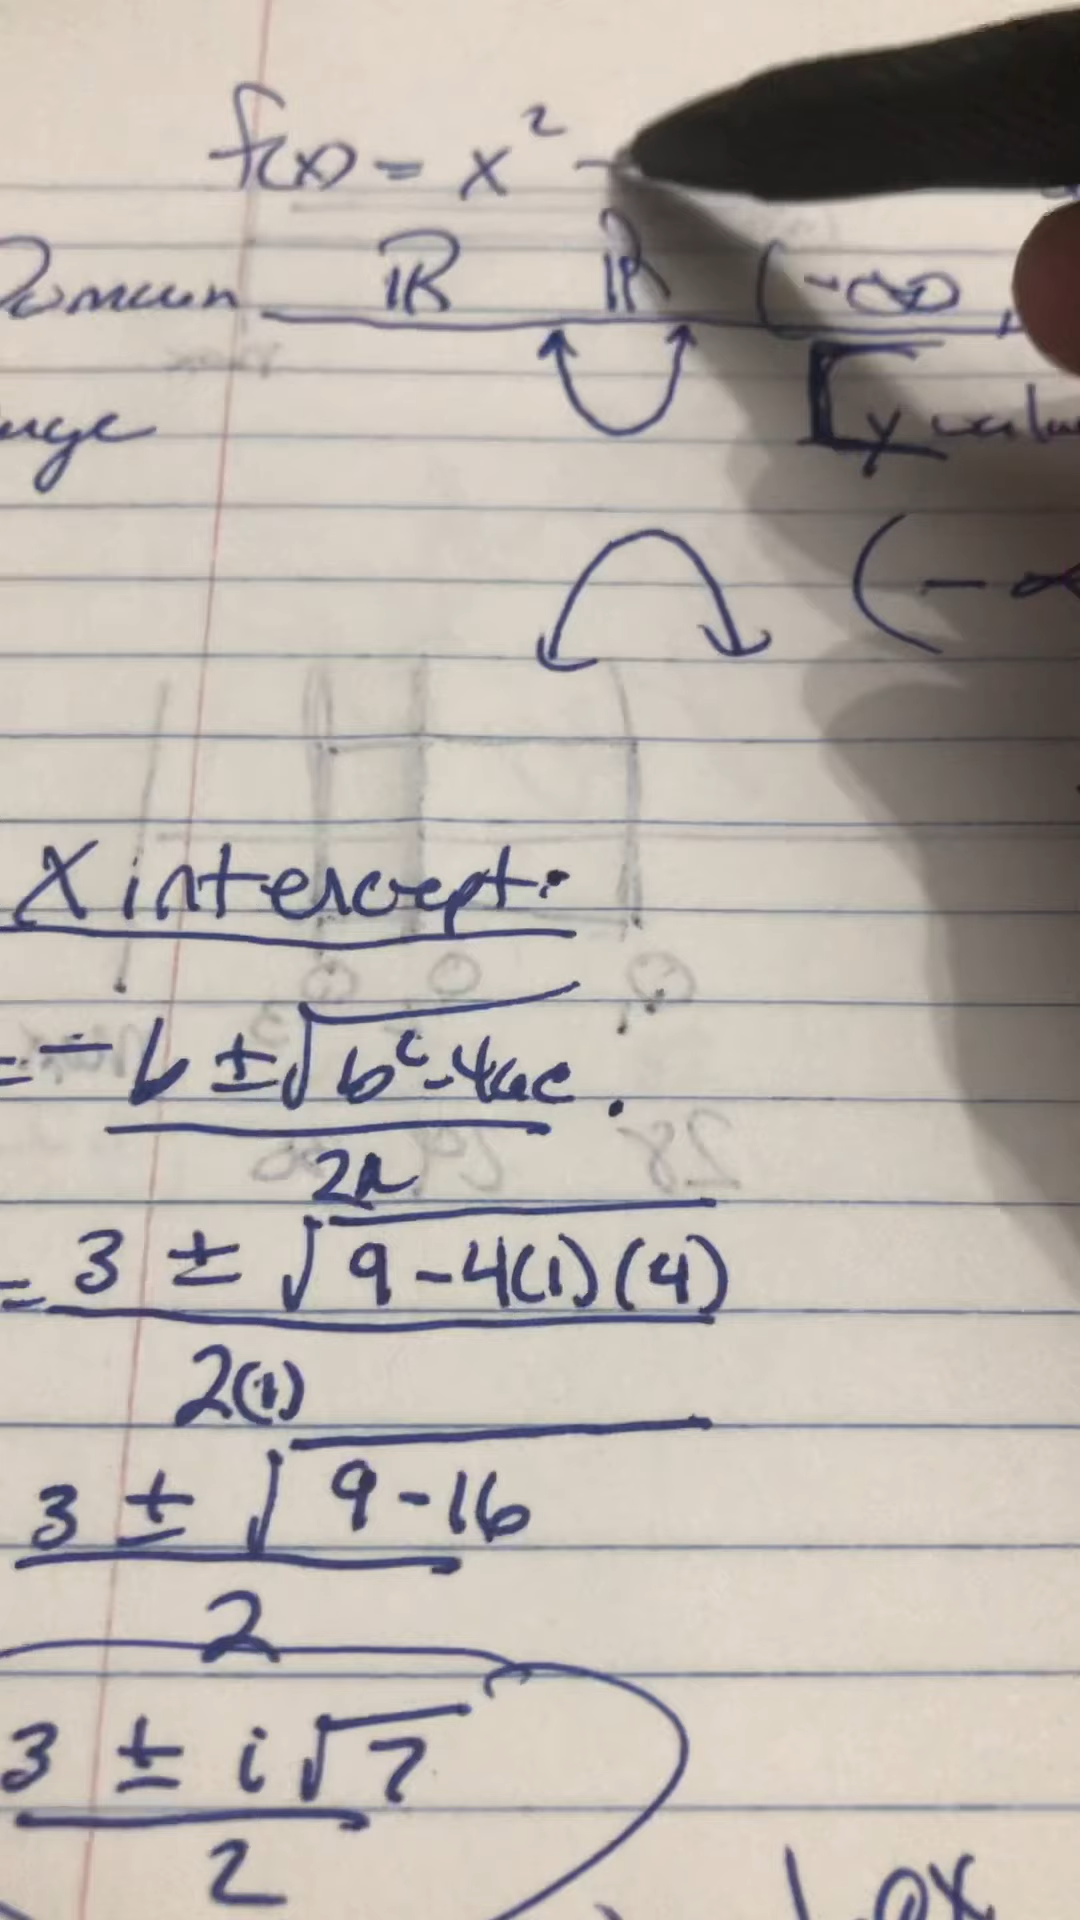 f(x) = x² -
Domain ℝ ℝ (-∞ ,
[y
(-∞
X intercept:
= -b ± √b² - 4ac
2a
= 3 ± √9 - 4(1)(4)
2(1)
3 ± √9 - 16
2
3 ± i√7
2